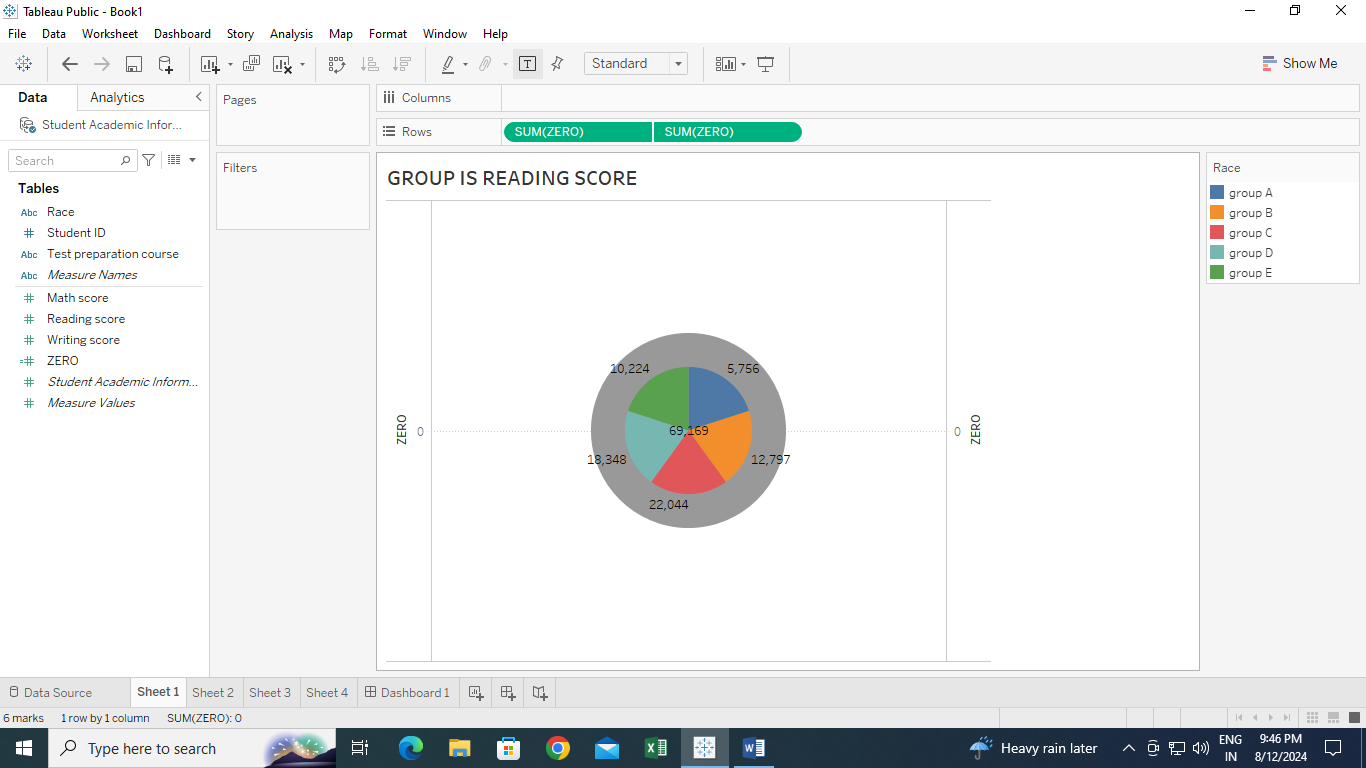 Tableau Public - Book1
File Data Worksheet Dashboard Story Analysis Map Format Window Help
Standard
Show Me
Data Analytics
Student Academic Infor...
Search
Tables
Abc Race
# Student ID
Abc Test preparation course
Abc Measure Names
# Math score
# Reading score
# Writing score
=# ZERO
# Student Academic Inform...
# Measure Values
Pages
Filters
Columns
Rows SUM(ZERO) SUM(ZERO)
GROUP IS READING SCORE
10,224 5,756
69,169
ZERO 0 0 ZERO
18,348 12,797
22,044
Race
group A
group B
group C
group D
group E
Data Source Sheet 1 Sheet 2 Sheet 3 Sheet 4 Dashboard 1
6 marks 1 row by 1 column SUM(ZERO): 0
Type here to search
Heavy rain later
ENG
IN
9:46 PM
8/12/2024